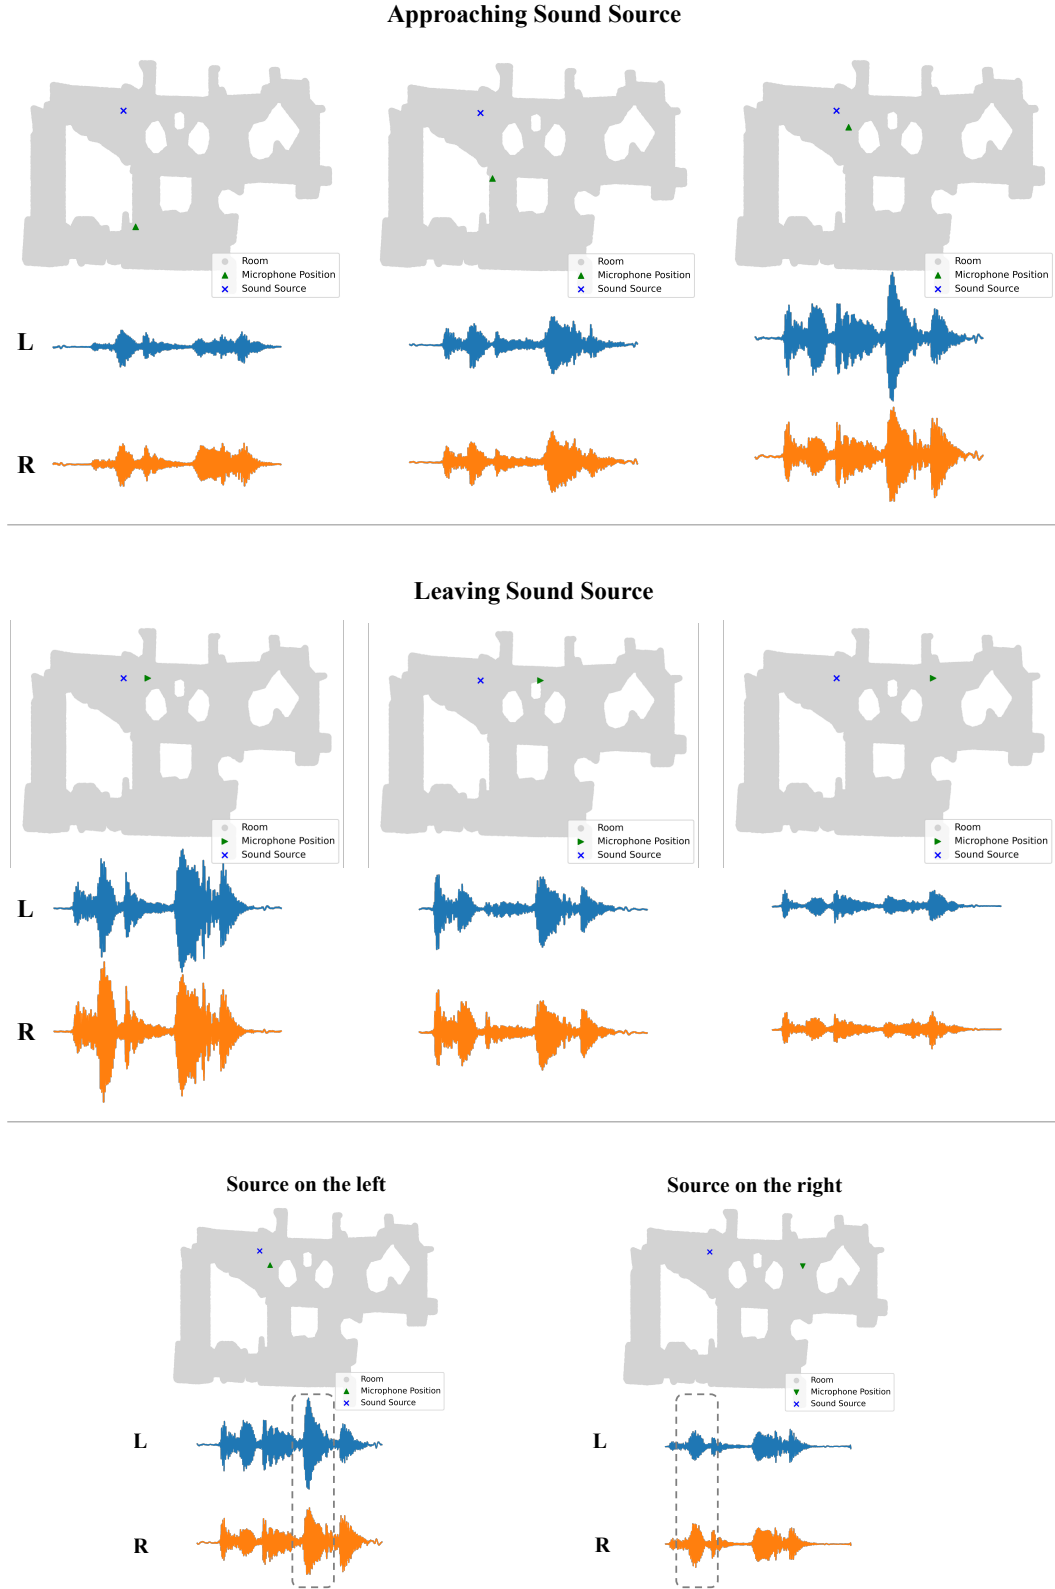 Approaching Sound Source
Room
Microphone Position
Sound Source
Room
Microphone Position
Sound Source
Room
Microphone Position
Sound Source
L
R
Leaving Sound Source
Room
Microphone Position
Sound Source
Room
Microphone Position
Sound Source
Room
Microphone Position
Sound Source
L
R
Source on the left
Room
Microphone Position
Sound Source
L
R
Source on the right
Room
Microphone Position
Sound Source
L
R